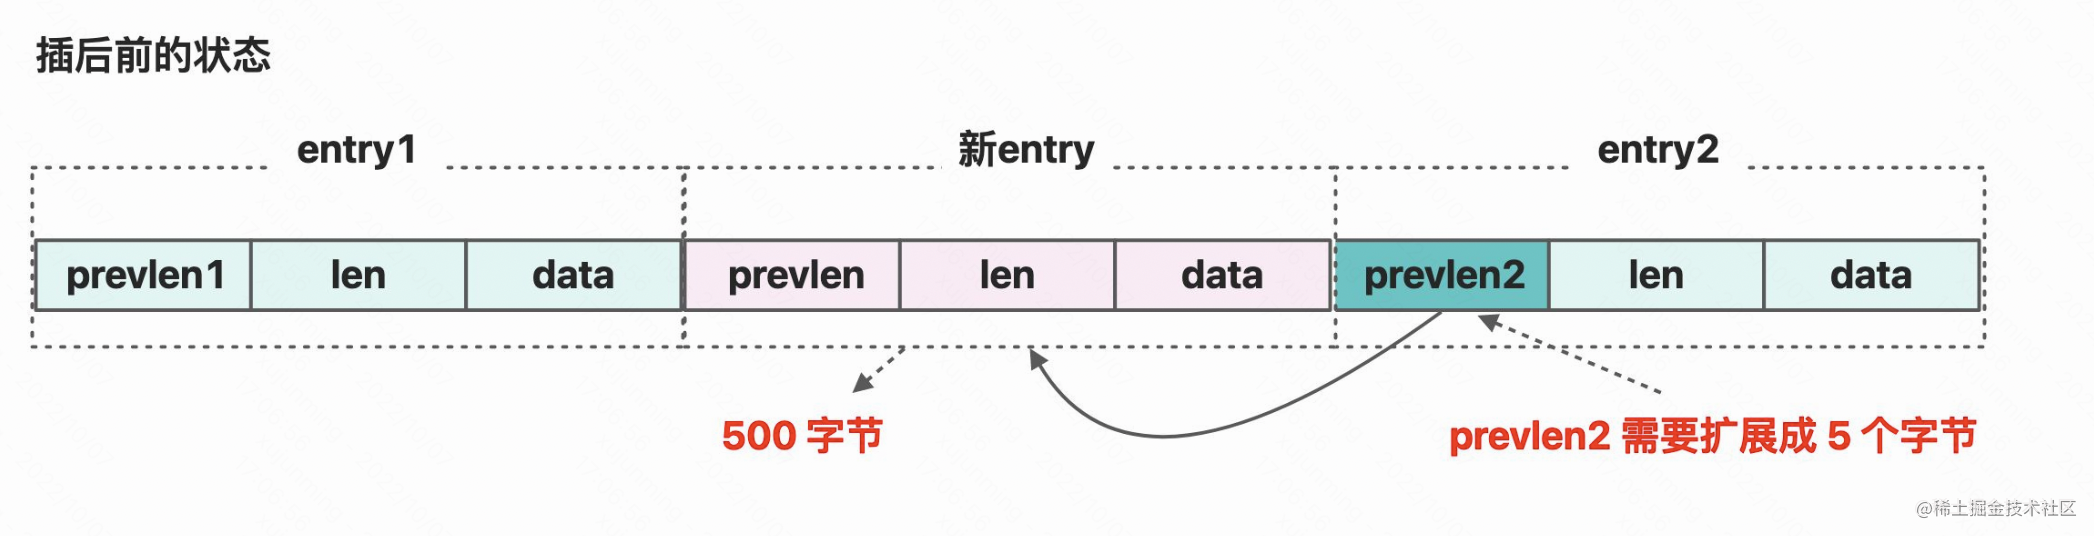 插后前的状态
entry1
新entry
entry2
prevlen1 len data prevlen len data prevlen2 len data
500 字节
prevlen2 需要扩展成 5 个字节
@稀土掘金技术社区